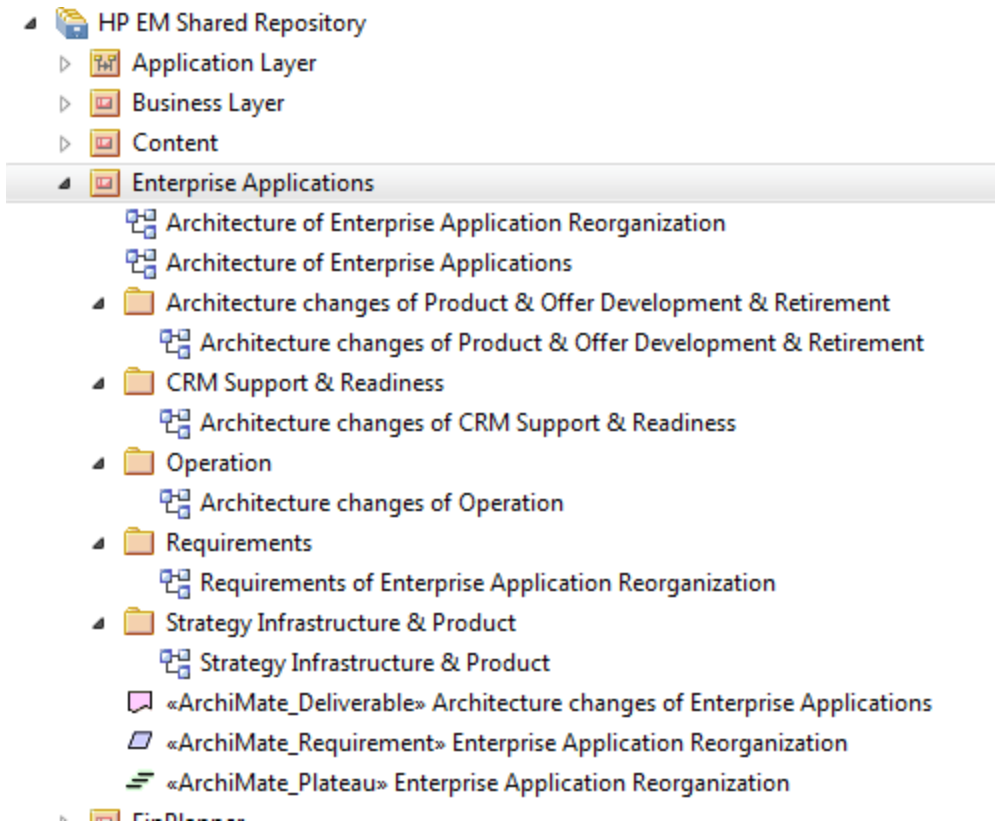 HP EM Shared Repository
Application Layer
Business Layer
Content
Enterprise Applications
Architecture of Enterprise Application Reorganization
Architecture of Enterprise Applications
Architecture changes of Product & Offer Development & Retirement
Architecture changes of Product & Offer Development & Retirement
CRM Support & Readiness
Architecture changes of CRM Support & Readiness
Operation
Architecture changes of Operation
Requirements
Requirements of Enterprise Application Reorganization
Strategy Infrastructure & Product
Strategy Infrastructure & Product
«ArchiMate_Deliverable» Architecture changes of Enterprise Applications
«ArchiMate_Requirement» Enterprise Application Reorganization
«ArchiMate_Plateau» Enterprise Application Reorganization